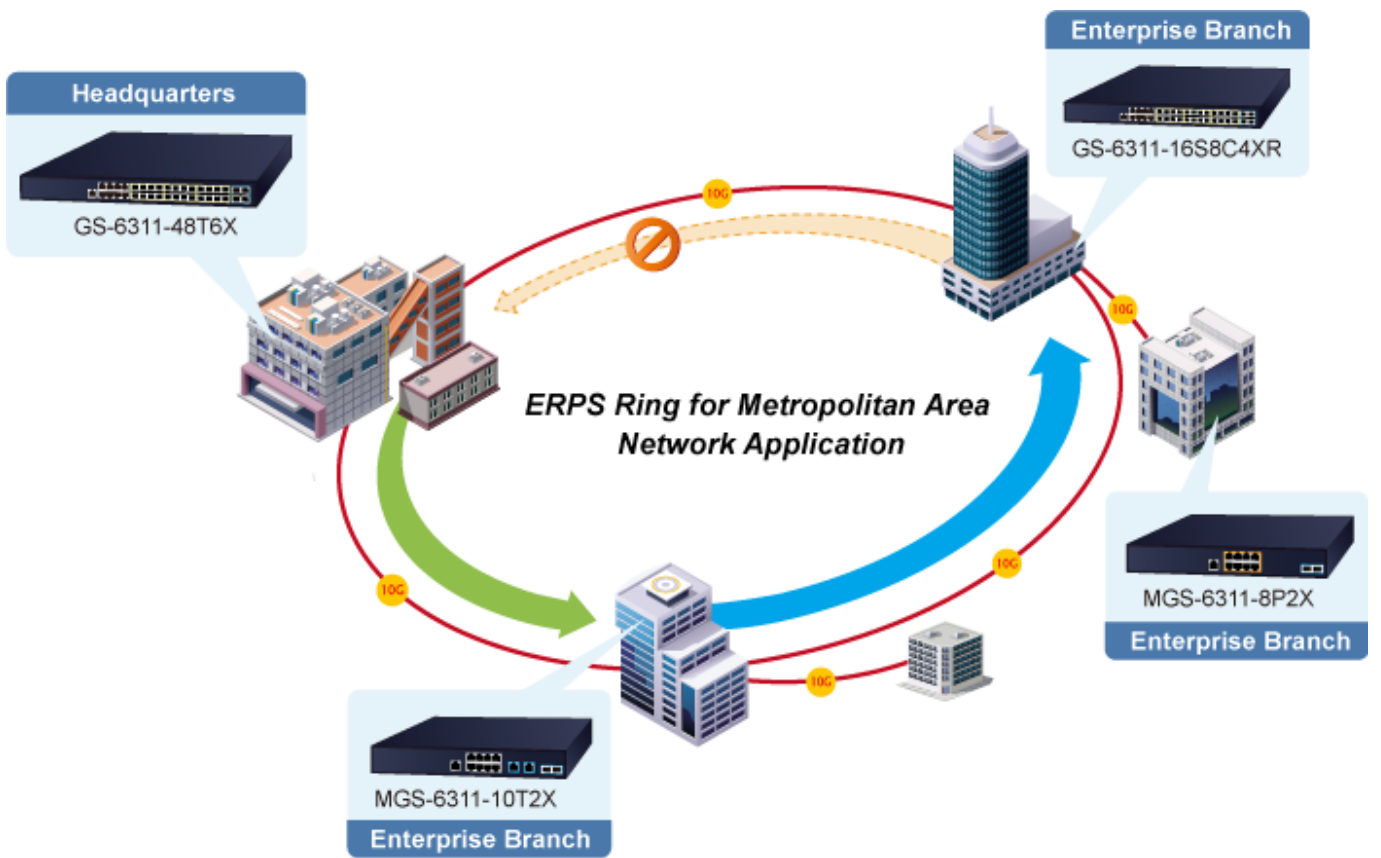 Enterprise Branch
GS-6311-16S8C4XR
Headquarters
GS-6311-48T6X
10G
10G
ERPS Ring for Metropolitan Area
Network Application
10G
10G
10G
MGS-6311-8P2X
Enterprise Branch
MGS-6311-10T2X
Enterprise Branch